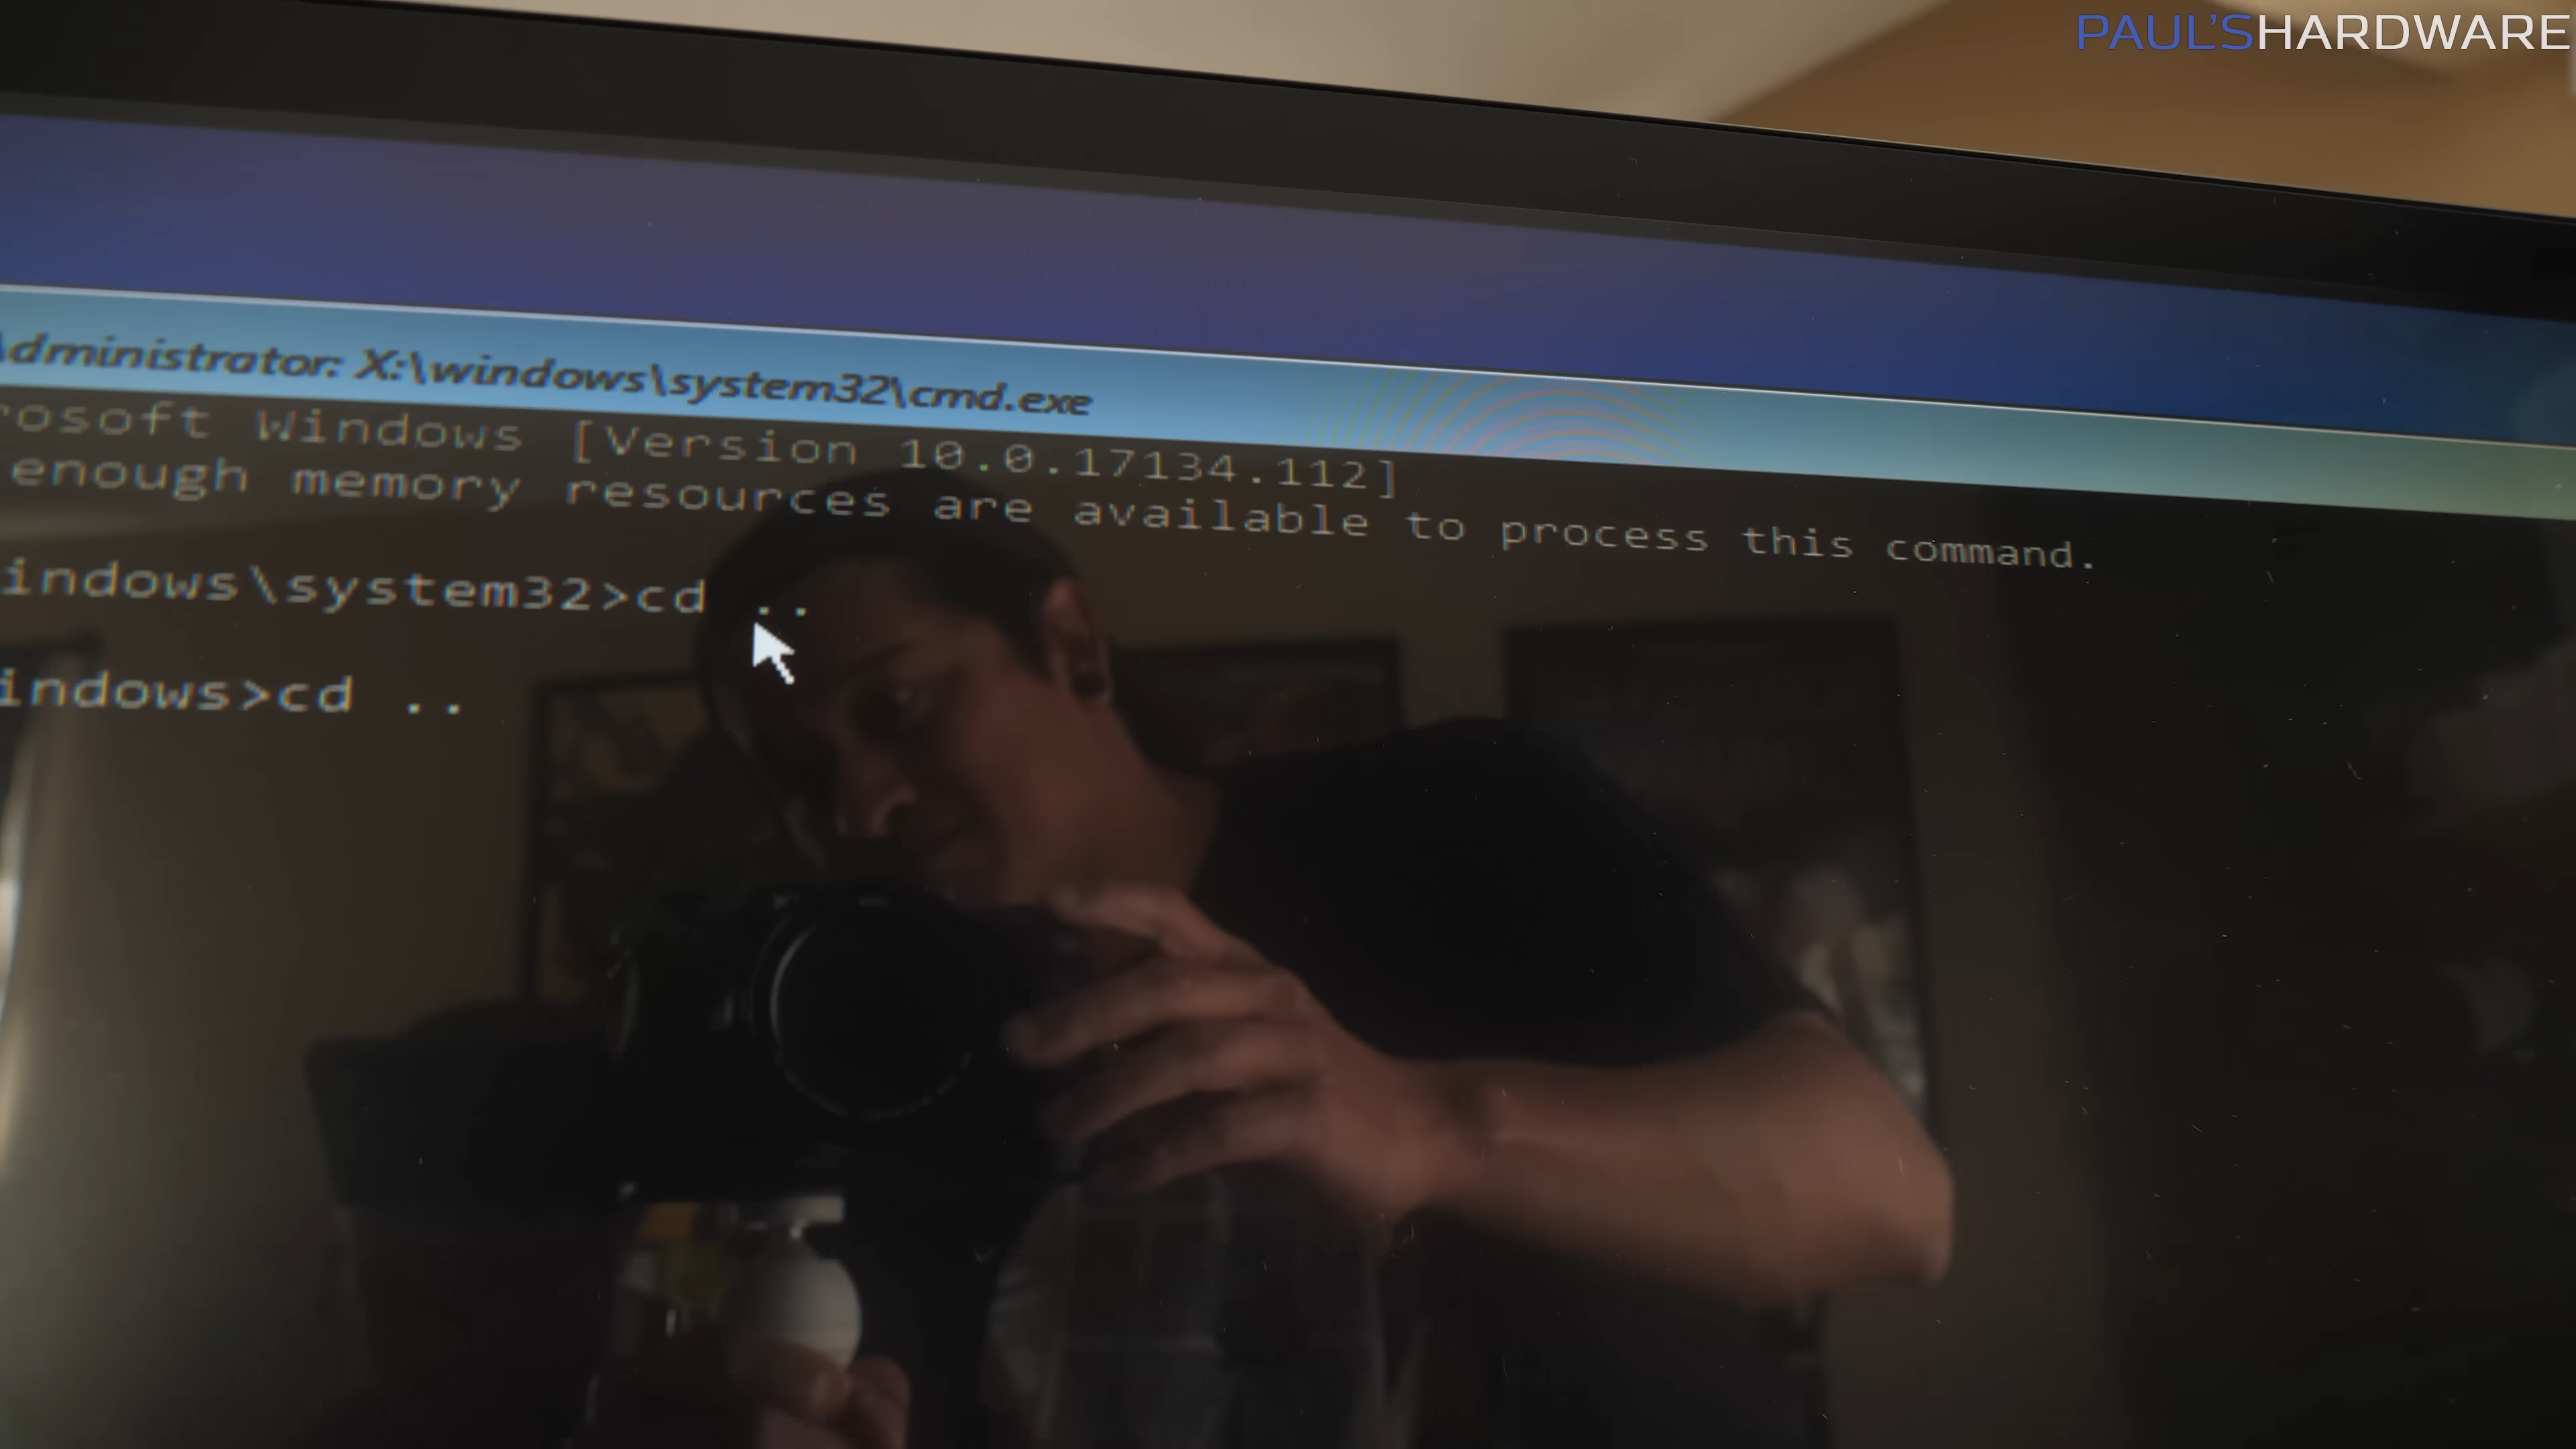 PAUL'SHARDWARE
Administrator: X:\windows\system32\cmd.exe
rosoft Windows [Version 10.0.17134.112]
enough memory resources are available to process this command.
indows\system32>cd ..
indows>cd ..